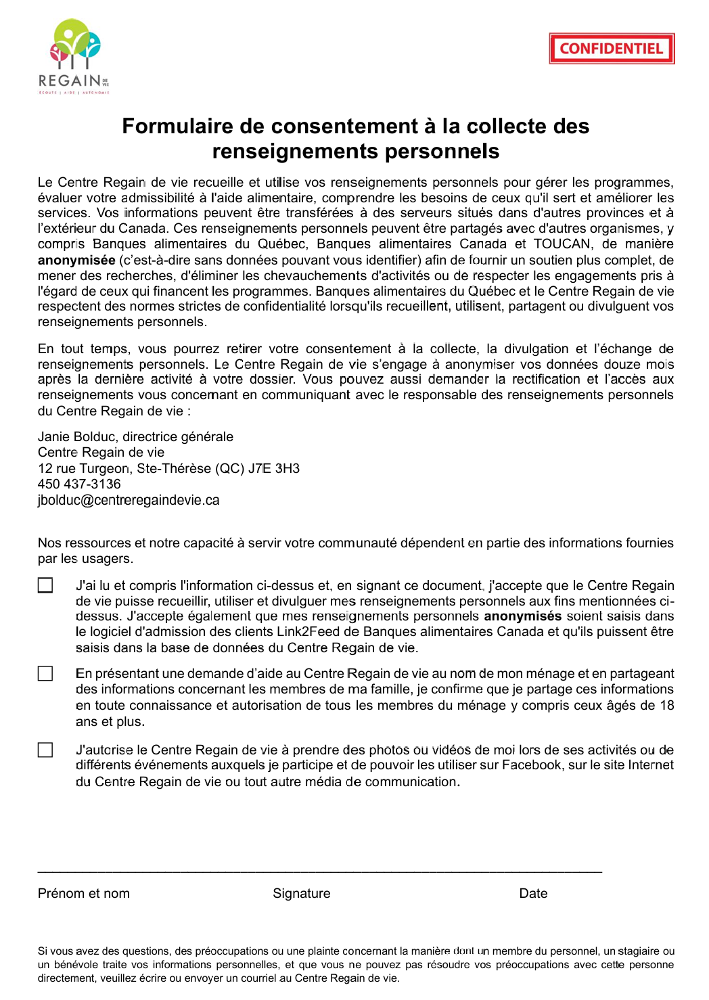 REGAIN DE VIE
ÉCOUTE | AIDE | AUTONOMIE
CONFIDENTIEL
Formulaire de consentement à la collecte des
renseignements personnels
Le Centre Regain de vie recueille et utilise vos renseignements personnels pour gérer les programmes,
évaluer votre admissibilité à l'aide alimentaire, comprendre les besoins de ceux qu'il sert et améliorer les
services. Vos informations peuvent être transférées à des serveurs situés dans d'autres provinces et à
l'extérieur du Canada. Ces renseignements personnels peuvent être partagés avec d'autres organismes, y
compris Banques alimentaires du Québec, Banques alimentaires Canada et TOUCAN, de manière
anonymisée (c'est-à-dire sans données pouvant vous identifier) afin de fournir un soutien plus complet, de
mener des recherches, d'éliminer les chevauchements d'activités ou de respecter les engagements pris à
l'égard de ceux qui financent les programmes. Banques alimentaires du Québec et le Centre Regain de vie
respectent des normes strictes de confidentialité lorsqu'ils recueillent, utilisent, partagent ou divulguent vos
renseignements personnels.
En tout temps, vous pourrez retirer votre consentement à la collecte, la divulgation et l'échange de
renseignements personnels. Le Centre Regain de vie s'engage à anonymiser vos données douze mois
après la dernière activité à votre dossier. Vous pouvez aussi demander la rectification et l'accès aux
renseignements vous concernant en communiquant avec le responsable des renseignements personnels
du Centre Regain de vie :
Janie Bolduc, directrice générale
Centre Regain de vie
12 rue Turgeon, Ste-Thérèse (QC) J7E 3H3
450 437-3136
jbolduc@centreregaindevie.ca
Nos ressources et notre capacité à servir votre communauté dépendent en partie des informations fournies
par les usagers.
J'ai lu et compris l'information ci-dessus et, en signant ce document, j'accepte que le Centre Regain
de vie puisse recueillir, utiliser et divulguer mes renseignements personnels aux fins mentionnées ci-
dessus. J'accepte également que mes renseignements personnels anonymisés soient saisis dans
le logiciel d'admission des clients Link2Feed de Banques alimentaires Canada et qu'ils puissent être
saisis dans la base de données du Centre Regain de vie.
En présentant une demande d'aide au Centre Regain de vie au nom de mon ménage et en partageant
des informations concernant les membres de ma famille, je confirme que je partage ces informations
en toute connaissance et autorisation de tous les membres du ménage y compris ceux âgés de 18
ans et plus.
J'autorise le Centre Regain de vie à prendre des photos ou vidéos de moi lors de ses activités ou de
différents événements auxquels je participe et de pouvoir les utiliser sur Facebook, sur le site Internet
du Centre Regain de vie ou tout autre média de communication.
Prénom et nom Signature Date
Si vous avez des questions, des préoccupations ou une plainte concernant la manière dont un membre du personnel, un stagiaire ou
un bénévole traite vos informations personnelles, et que vous ne pouvez pas résoudre vos préoccupations avec cette personne
directement, veuillez écrire ou envoyer un courriel au Centre Regain de vie.